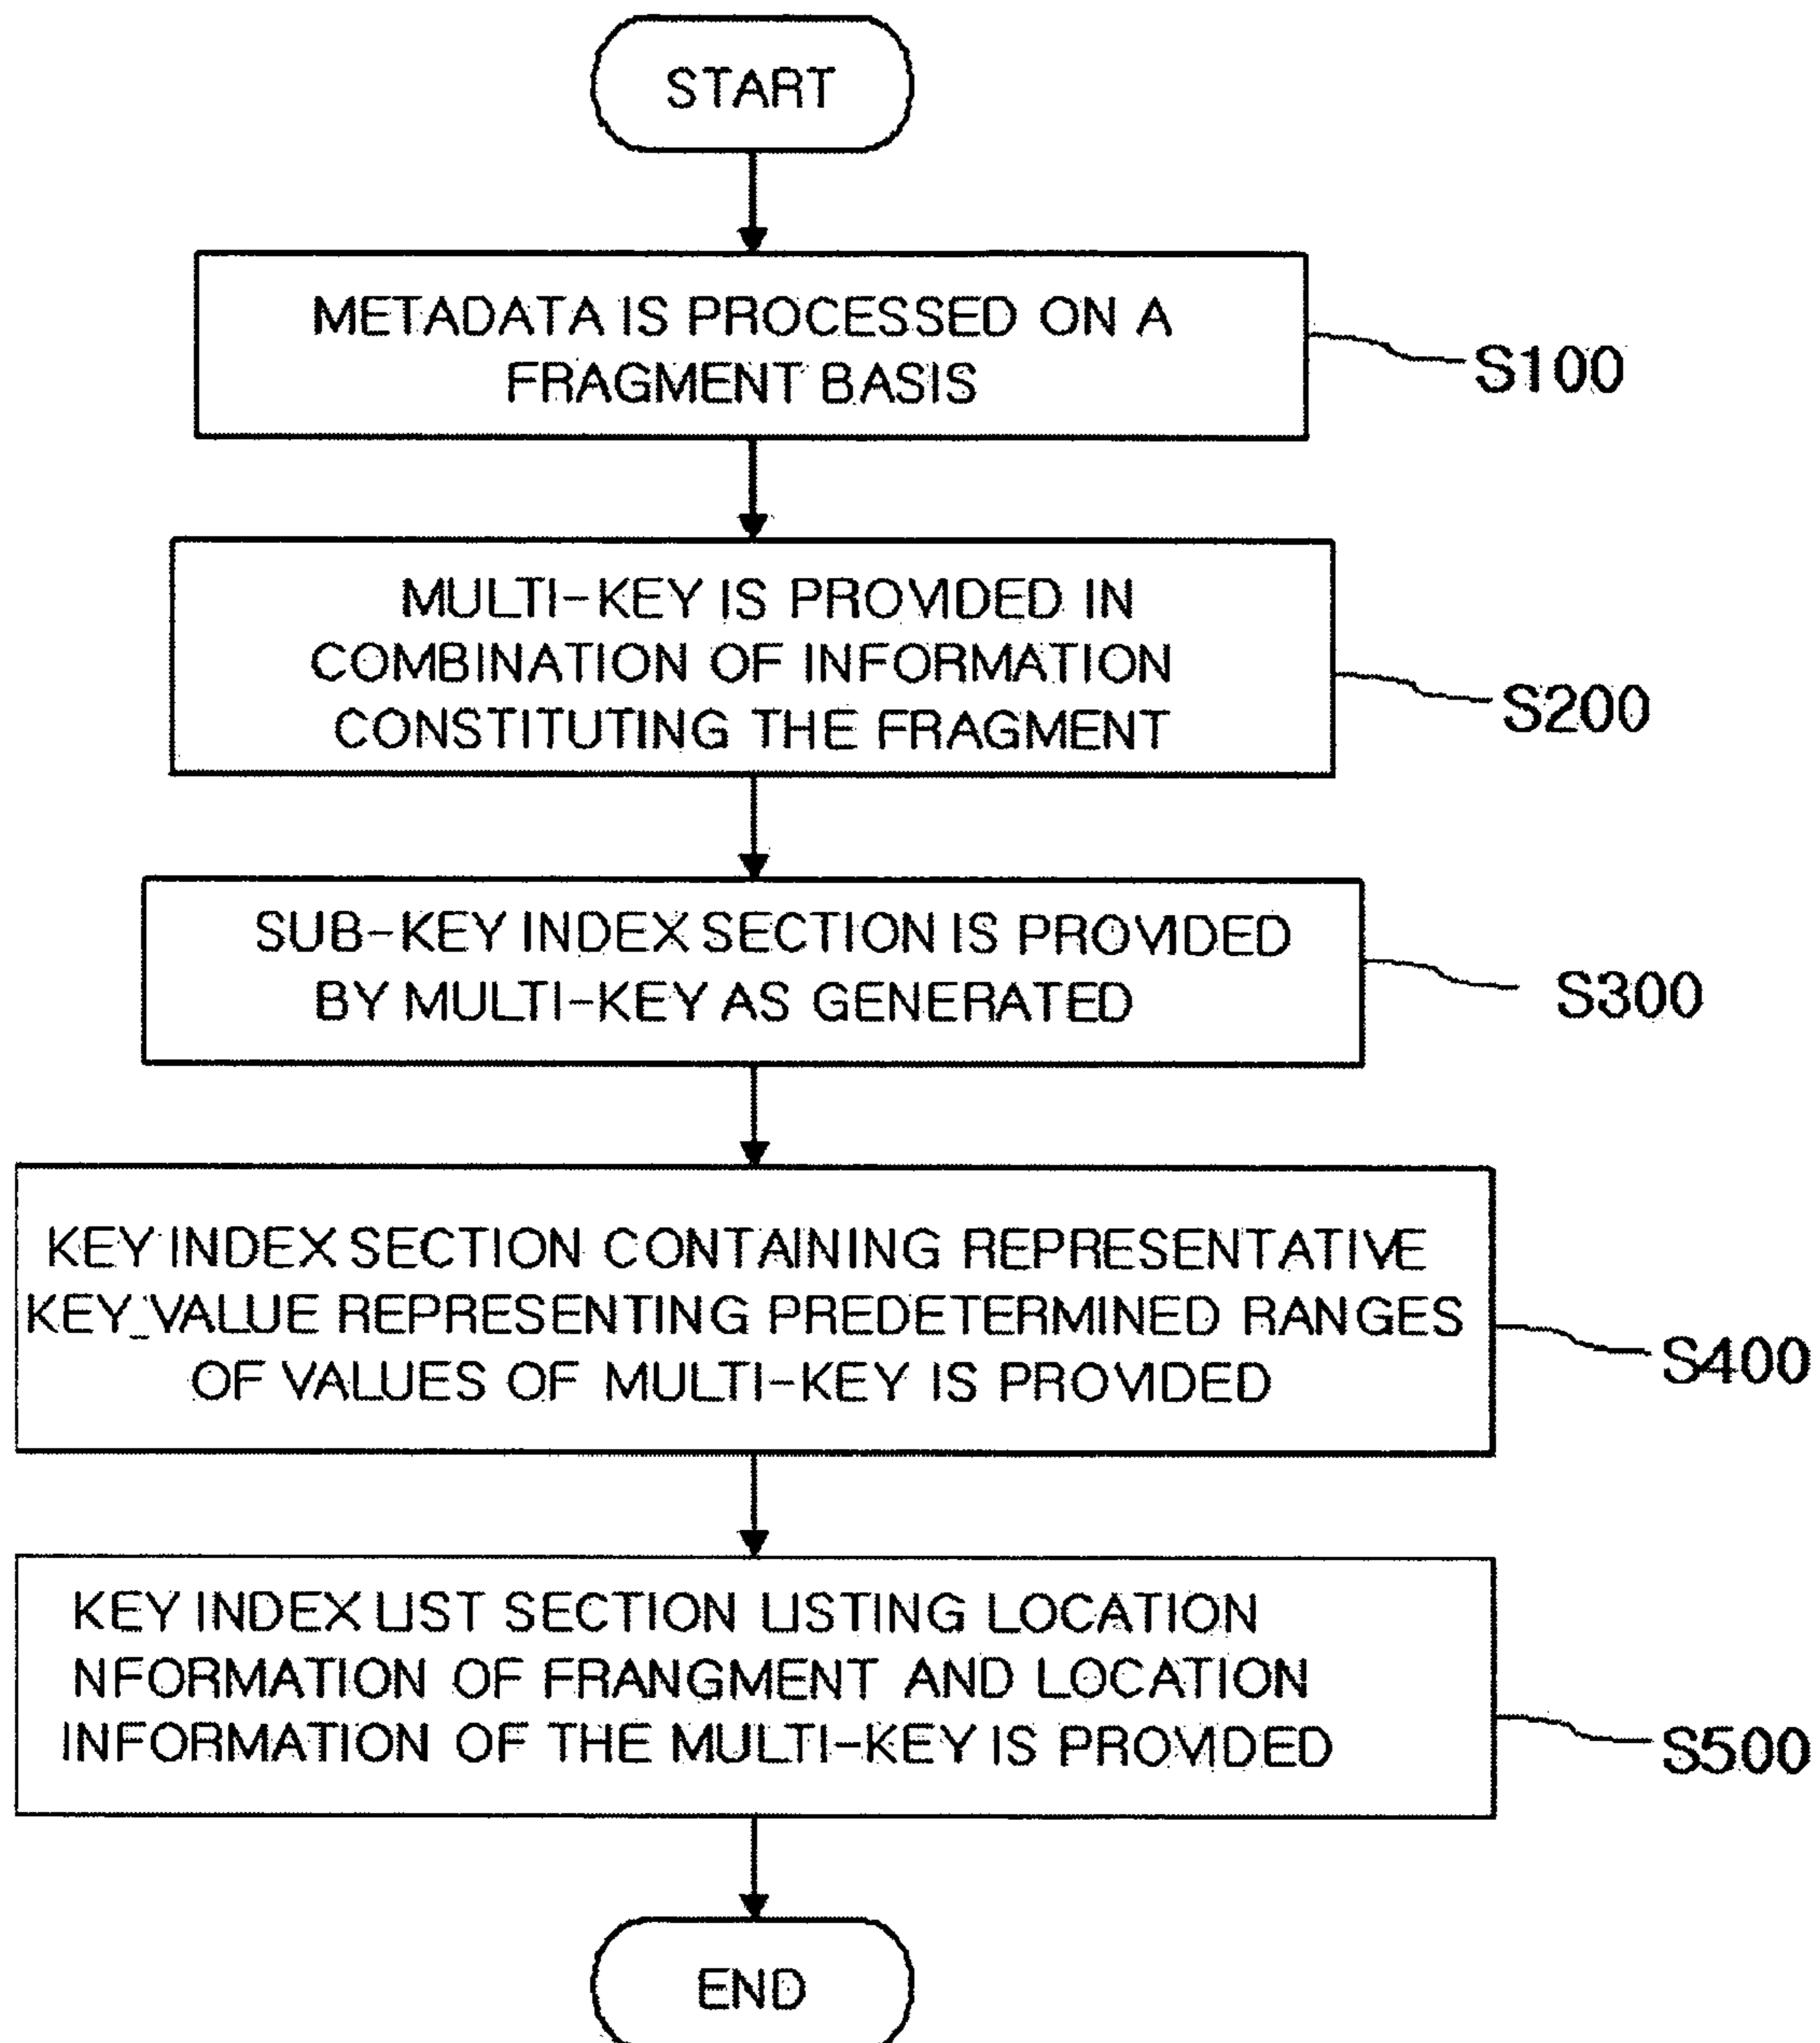 START
METADATA IS PROCESSED ON A
FRAGMENT BASIS
S100
MULTI-KEY IS PROVIDED IN
COMBINATION OF INFORMATION
CONSTITUTING THE FRAGMENT
S200
SUB-KEY INDEX SECTION IS PROVIDED
BY MULTI-KEY AS GENERATED
S300
KEY INDEX SECTION CONTAINING REPRESENTATIVE
KEY_VALUE REPRESENTING PREDETERMINED RANGES
OF VALUES OF MULTI-KEY IS PROVIDED
S400
KEY INDEX LIST SECTION LISTING LOCATION
NFORMATION OF FRANGMENT AND LOCATION
INFORMATION OF THE MULTI-KEY IS PROVIDED
S500
END